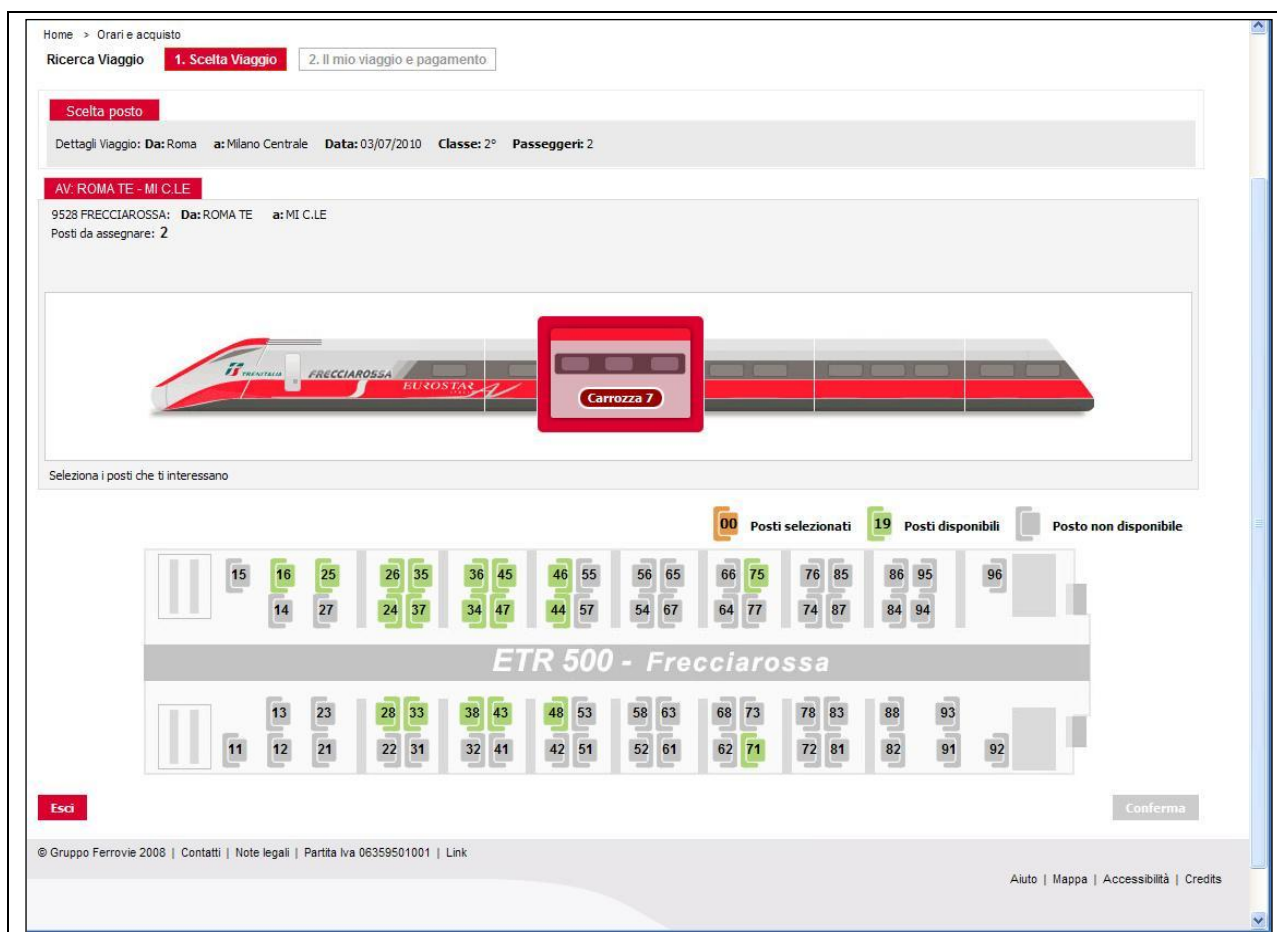 Home > Orari e acquisto
Ricerca Viaggio 1. Scelta Viaggio 2. Il mio viaggio e pagamento
Scelta posto
Dettagli Viaggio: Da: Roma a: Milano Centrale Data: 03/07/2010 Classe: 2° Passeggeri: 2
AV: ROMA TE - MI C.LE
9528 FRECCIAROSSA: Da: ROMA TE a: MI C.LE
Posti da assegnare: 2
TRENITALIA FRECCIAROSSA
EUROSTAR
Carrozza 7
Seleziona i posti che ti interessano
00 Posti selezionati 19 Posti disponibili Posto non disponibile
15 16 25 26 35 36 45 46 55 56 65 66 75 76 85 86 95 96
14 27 24 37 34 47 44 57 54 67 64 77 74 87 84 94
ETR 500 - Frecciarossa
13 23 28 33 38 43 48 53 58 63 68 73 78 83 88 93
11 12 21 22 31 32 41 42 51 52 61 62 71 72 81 82 91 92
Esci Conferma
© Gruppo Ferrovie 2008 | Contatti | Note legali | Partita Iva 06359501001 | Link
Aiuto | Mappa | Accessibilità | Credits